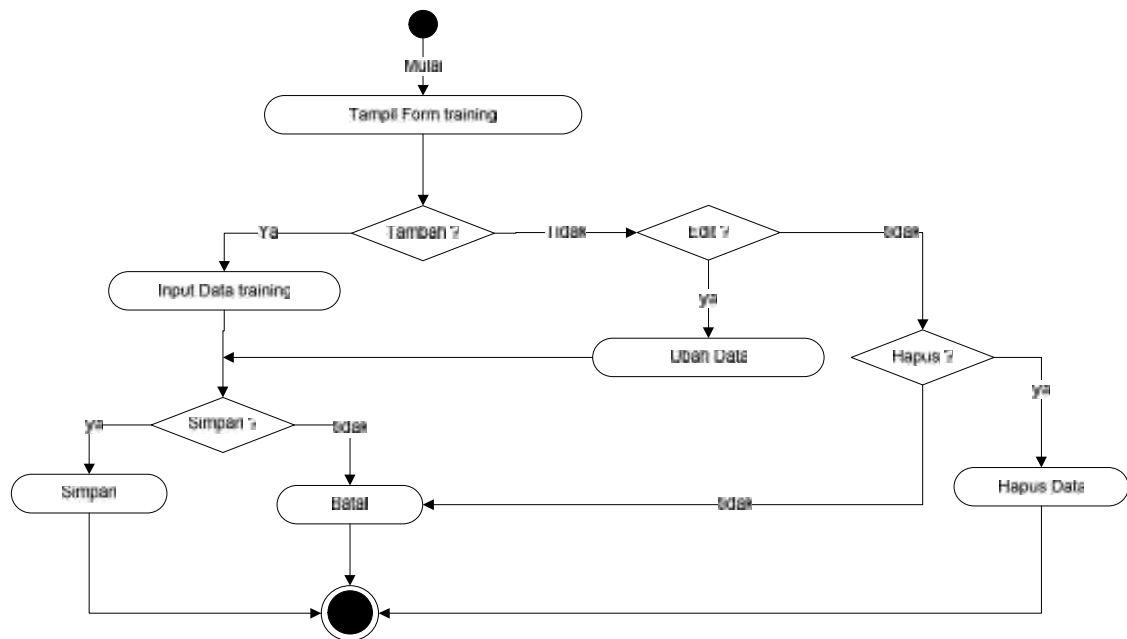 Mulai
Tampil Form training
Ya
Tambah ?
Tidak
Edit ?
tidak
Input Data training
ya
Ubah Data
Hapus ?
ya
ya
Simpan ?
tidak
Simpan
Batal
tidak
Hapus Data